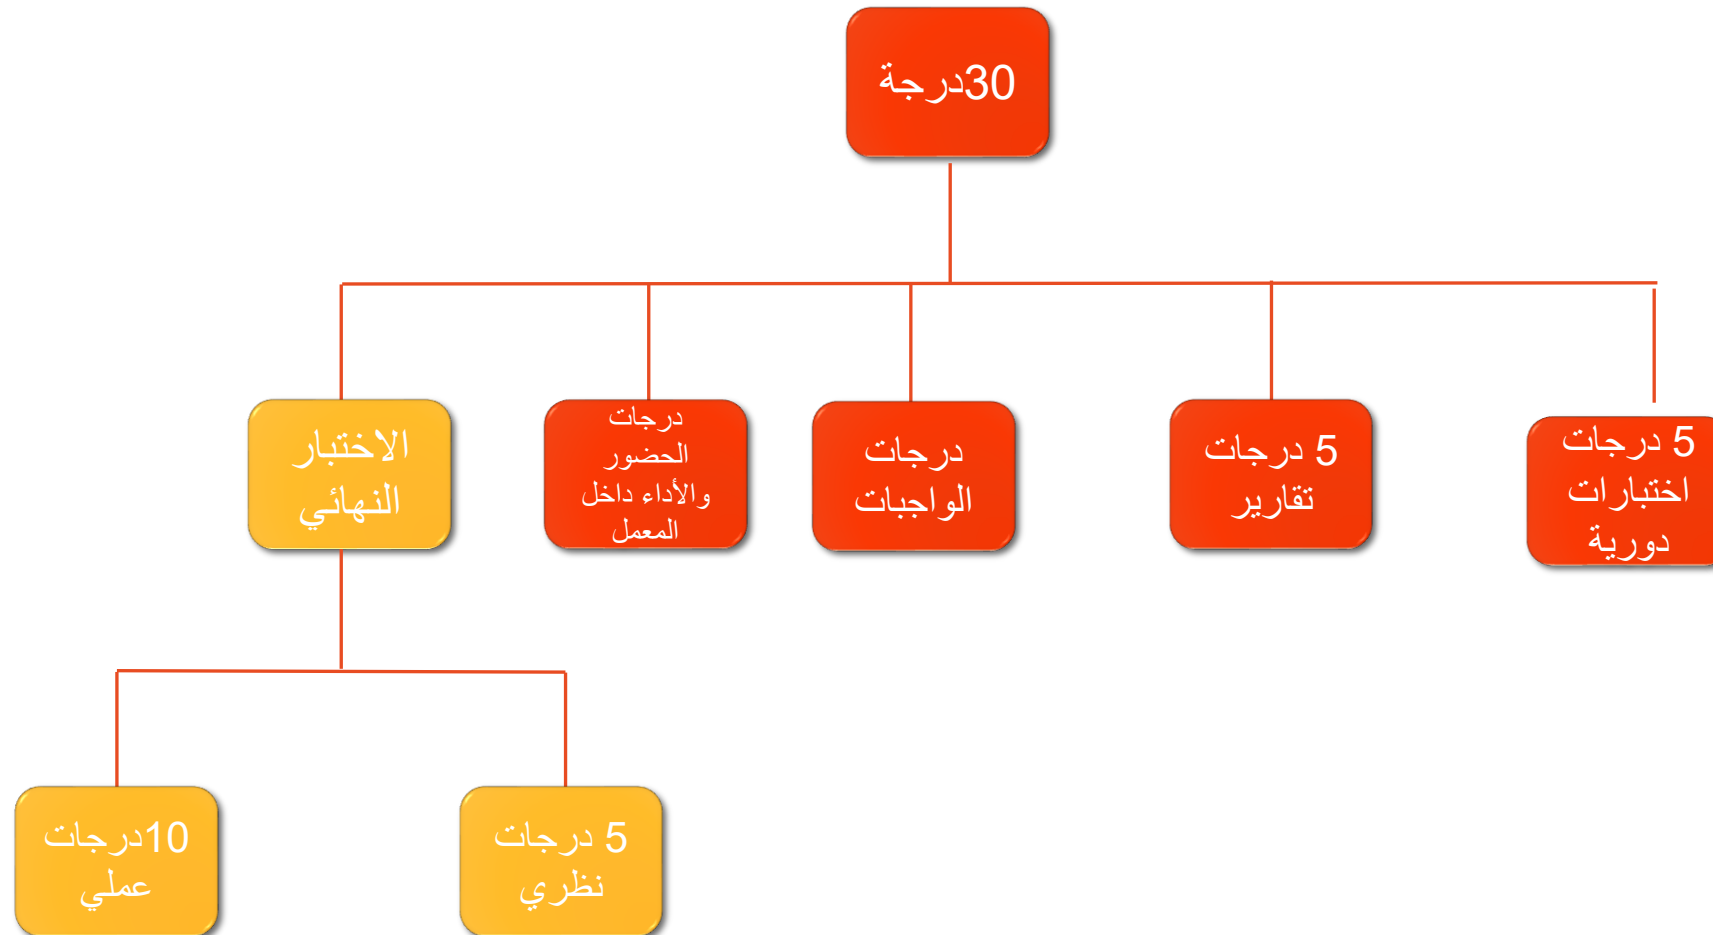 30درجة
5 درجات
اختبارات
دورية
5 درجات
تقارير
درجات
الواجبات
درجات
الحضور
والأداء داخل
المعمل
الاختبار
النهائي
5 درجات
نظري
10درجات
عملي